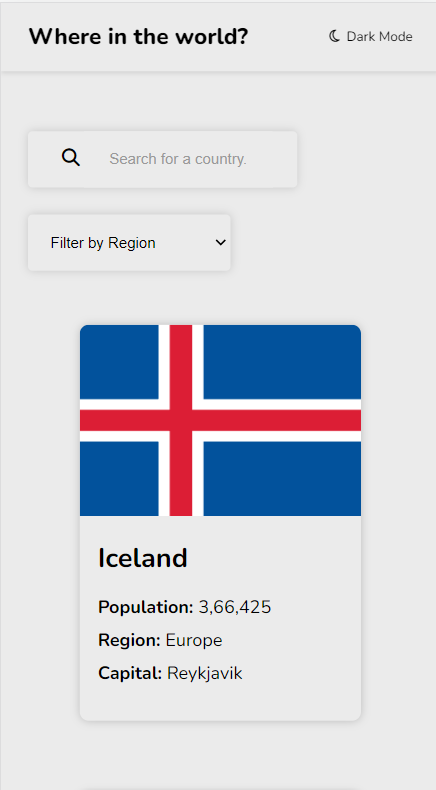 Where in the world?
Dark Mode
Search for a country.
Filter by Region
Iceland
Population: 3,66,425
Region: Europe
Capital: Reykjavik